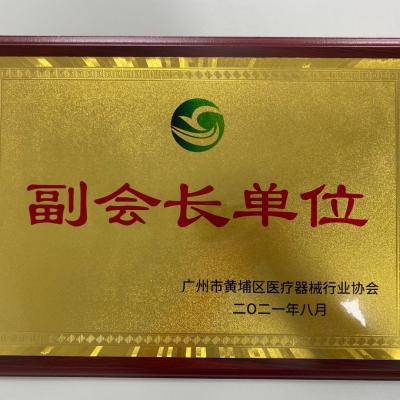 副会长单位
广州市黄埔区医疗器械行业协会
二〇二一年八月